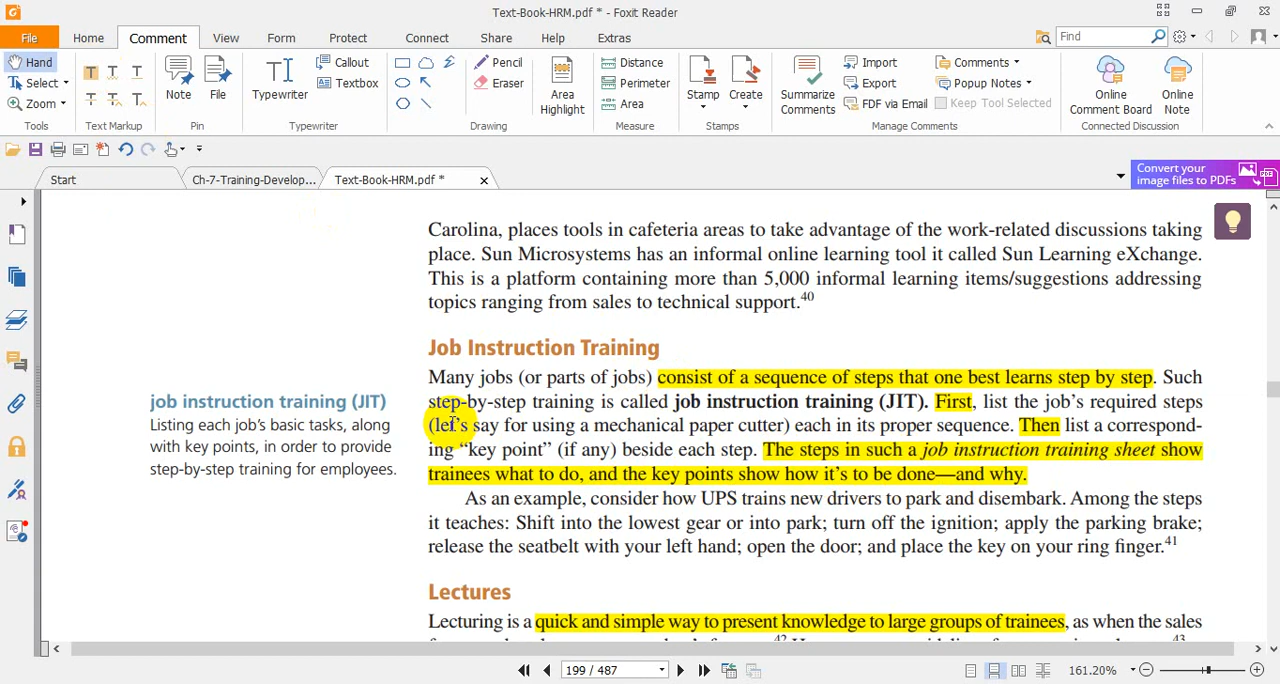 Text-Book-HRM.pdf * - Foxit Reader
File Home Comment View Form Protect Connect Share Help Extras Find
Hand
Select
Zoom
Tools
Text Markup
Note
File
Pin
Typewriter
Callout
Textbox
Typewriter
Pencil
Eraser
Area
Highlight
Drawing
Distance
Perimeter
Area
Measure
Stamp
Create
Stamps
Summarize
Comments
Import
Export
FDF via Email
Comments
Popup Notes
Keep Tool Selected
Manage Comments
Online
Comment Board
Online
Note
Connected Discussion
Start
Ch-7-Training-Develop...
Text-Book-HRM.pdf *
Convert your
image files to PDFs
PDF
Carolina, places tools in cafeteria areas to take advantage of the work-related discussions taking
place. Sun Microsystems has an informal online learning tool it called Sun Learning eXchange.
This is a platform containing more than 5,000 informal learning items/suggestions addressing
topics ranging from sales to technical support.40
Job Instruction Training
Many jobs (or parts of jobs) consist of a sequence of steps that one best learns step by step. Such
step-by-step training is called job instruction training (JIT). First, list the job's required steps
(let's say for using a mechanical paper cutter) each in its proper sequence. Then list a correspond-
ing “key point” (if any) beside each step. The steps in such a job instruction training sheet show
trainees what to do, and the key points show how it's to be done—and why.
As an example, consider how UPS trains new drivers to park and disembark. Among the steps
it teaches: Shift into the lowest gear or into park; turn off the ignition; apply the parking brake;
release the seatbelt with your left hand; open the door; and place the key on your ring finger.41
job instruction training (JIT)
Listing each job's basic tasks, along
with key points, in order to provide
step-by-step training for employees.
Lectures
Lecturing is a quick and simple way to present knowledge to large groups of trainees, as when the sales
199 / 487
161.20%